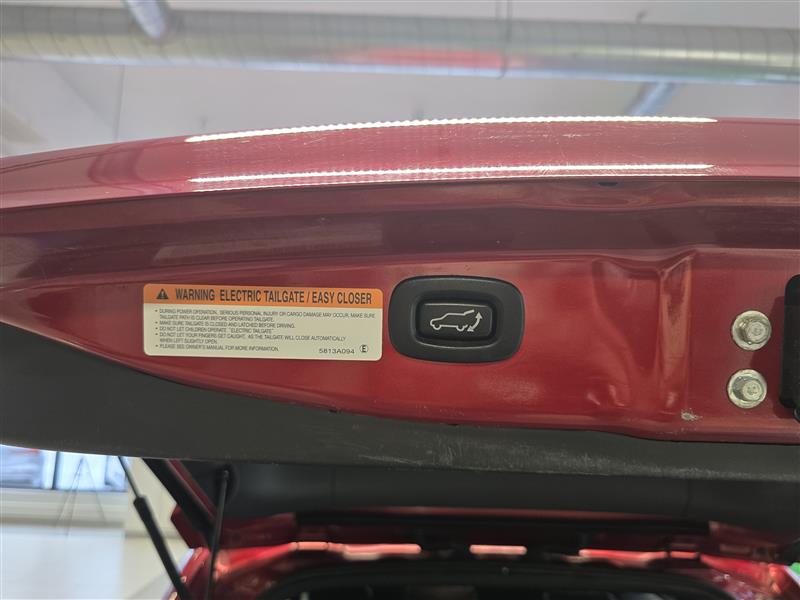 WARNING ELECTRIC TAILGATE / EASY CLOSER
• DURING POWER OPERATION, SERIOUS PERSONAL INJURY OR CARGO DAMAGE MAY OCCUR, MAKE SURE
TAILGATE PATH IS CLEAR BEFORE OPERATING TAILGATE.
• MAKE SURE TAILGATE IS CLOSED AND LATCHED BEFORE DRIVING.
• DO NOT LET CHILDREN OPERATE "ELECTRIC TAILGATE"
• DO NOT LET YOUR FINGERS GET CAUGHT, AS THE TAILGATE WILL CLOSE AUTOMATICALLY
WHEN LEFT SLIGHTLY OPEN.
• PLEASE SEE OWNER'S MANUAL FOR MORE INFORMATION.
5813A094 E